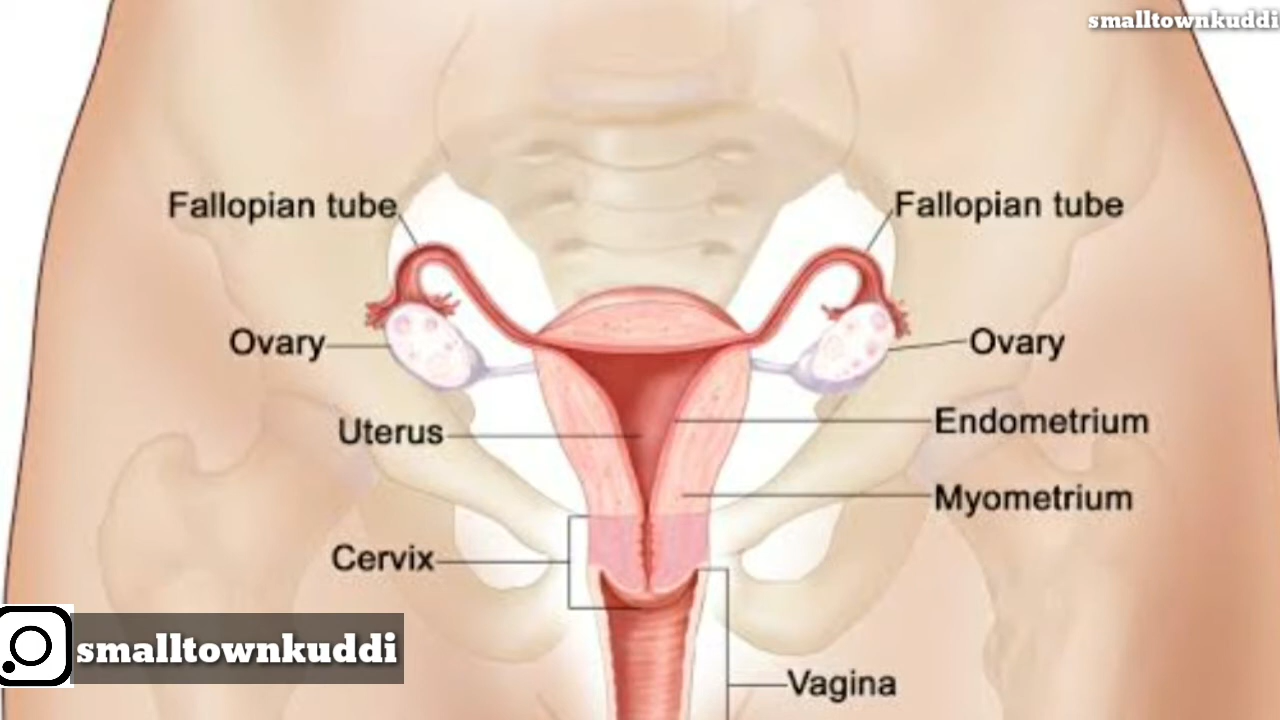 smalltownkuddi
Fallopian tube
Fallopian tube
Ovary
Ovary
Endometrium
Uterus
Myometrium
Cervix
smalltownkuddi
Vagina